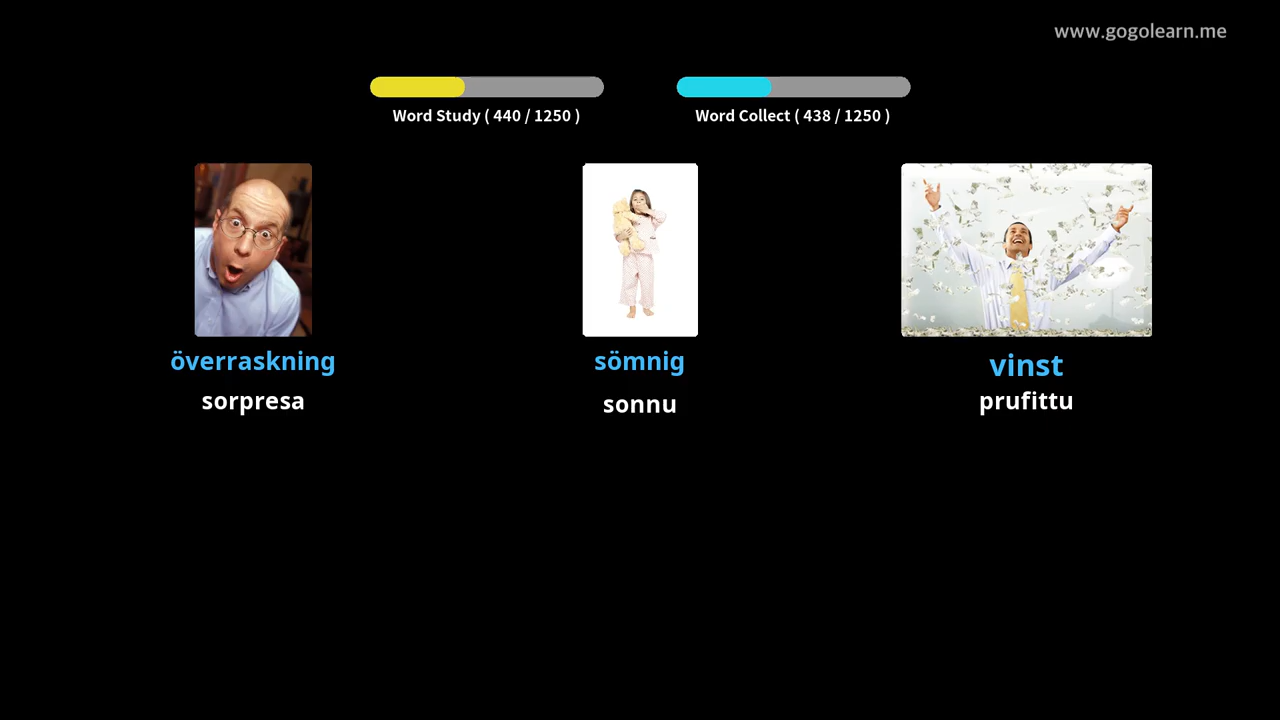 www.gogolearn.me
Word Study ( 440 / 1250 )
Word Collect ( 438 / 1250 )
överraskning
sömnig
vinst
sorpresa
sonnu
prufittu